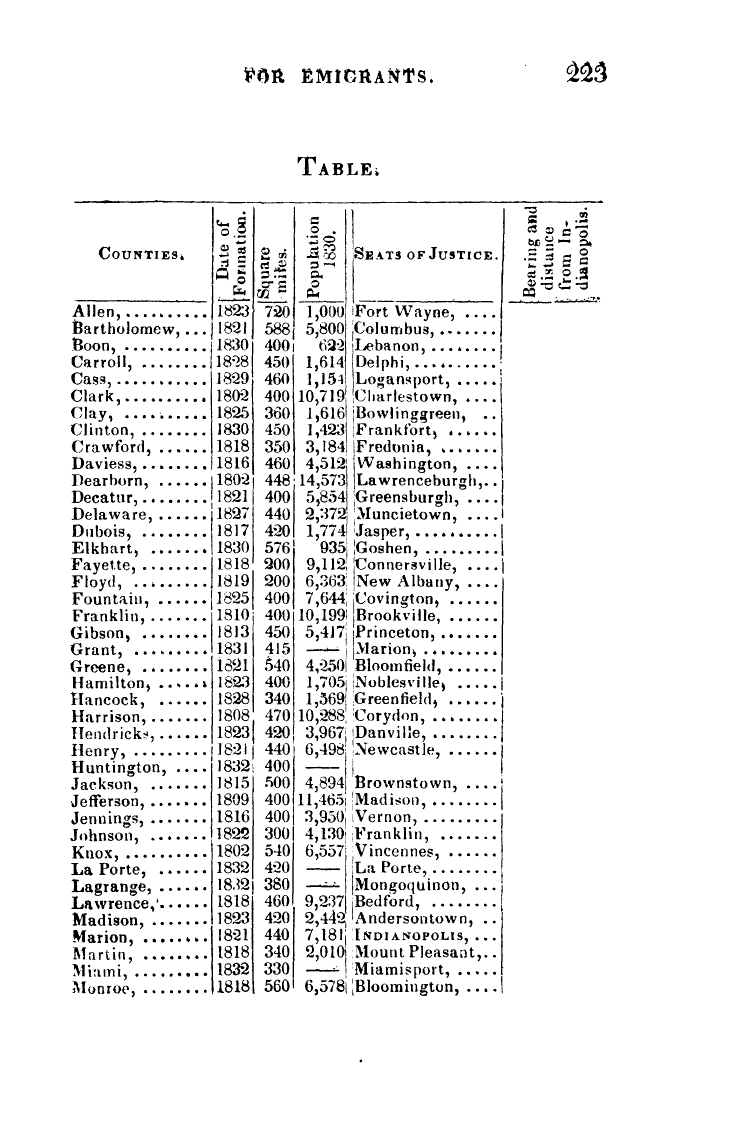 FOR EMIGRANTS. 223
TABLE.
COUNTIES. Date of Formation. Square miles. Population 1830. SEATS OF JUSTICE. Bearing and distance from Indianopolis.
Allen, .......... 1823 720 1,000 Fort Wayne, ....
Bartholomew, ... 1821 588 5,800 Columbus, .......
Boon, .......... 1830 400 622 Lebanon, ........
Carroll, ........ 1828 450 1,614 Delphi, ..........
Cass, ........... 1829 460 1,154 Logansport, .....
Clark, .......... 1802 400 10,719 Charlestown, ....
Clay, .......... 1825 360 1,616 Bowlinggreen, ..
Clinton, ........ 1830 450 1,423 Frankfort, ......
Crawford, ...... 1818 350 3,184 Fredonia, .......
Daviess, ........ 1816 460 4,512 Washington, ....
Dearborn, ...... 1802 448 14,573 Lawrenceburgh, ..
Decatur, ........ 1821 400 5,854 Greensburgh, ....
Delaware, ...... 1827 440 2,372 Muncietown, ....
Dubois, ........ 1817 420 1,774 Jasper, ..........
Elkhart, ....... 1830 576 935 Goshen, .........
Fayette, ........ 1818 200 9,112 Connersville, ....
Floyd, ......... 1819 200 6,363 New Albany, ....
Fountain, ...... 1825 400 7,644 Covington, ......
Franklin, ....... 1810 400 10,199 Brookville, ......
Gibson, ........ 1813 450 5,417 Princeton, .......
Grant, ......... 1831 415 —— Marion, .........
Greene, ........ 1821 540 4,250 Bloomfield, ......
Hamilton, ...... 1823 400 1,705 Noblesville, .....
Hancock, ...... 1828 340 1,569 Greenfield, ......
Harrison, ....... 1808 470 10,288 Corydon, ........
Hendricks, ...... 1823 420 3,967 Danville, ........
Henry, ......... 1821 440 6,498 Newcastle, ......
Huntington, .... 1832 400 ——
Jackson, ....... 1815 500 4,894 Brownstown, ....
Jefferson, ....... 1809 400 11,465 Madison, ........
Jennings, ....... 1816 400 3,950 Vernon, .........
Johnson, ....... 1822 300 4,130 Franklin, .......
Knox, .......... 1802 540 6,557 Vincennes, ......
La Porte, ...... 1832 420 —— La Porte, ........
Lagrange, ...... 1832 380 —— Mongoquinon, ...
Lawrence, ...... 1818 460 9,237 Bedford, ........
Madison, ....... 1823 420 2,442 Andersontown, ..
Marion, ........ 1821 440 7,181 INDIANOPOLIS, ...
Martin, ........ 1818 340 2,010 Mount Pleasant, ..
Miami, ......... 1832 330 —— Miamisport, .....
Monroe, ........ 1818 560 6,578 Bloomington, ....